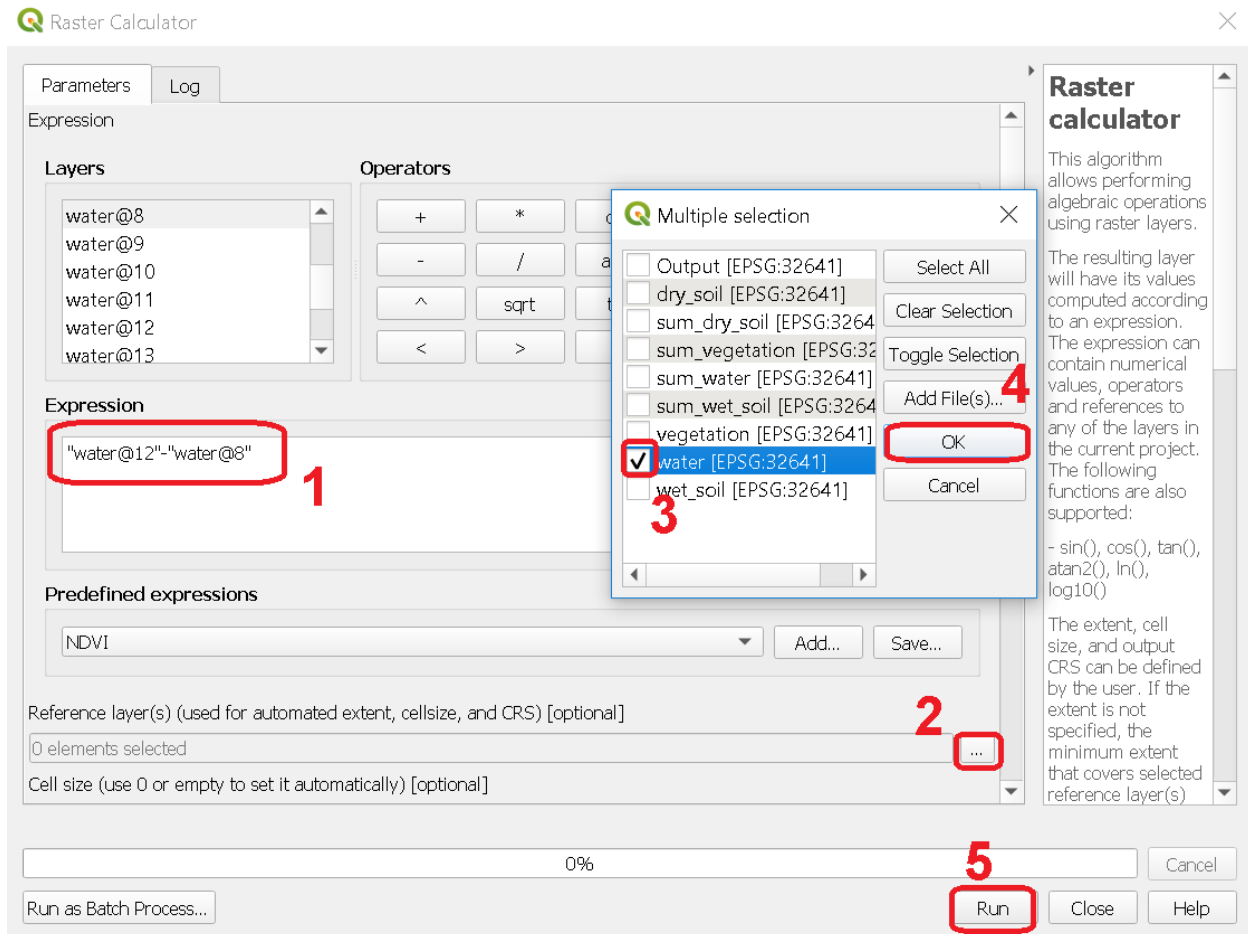 Raster Calculator
Parameters
Log
Expression
Layers
water@8
water@9
water@10
water@11
water@12
water@13
Operators
+
*
-
/
^
sqrt
<
>
Expression
"water@12"-"water@8"
1
Predefined expressions
NDVI
Add...
Save...
Reference layer(s) (used for automated extent, cellsize, and CRS) [optional]
0 elements selected
...
2
Cell size (use 0 or empty to set it automatically) [optional]
Multiple selection
Output [EPSG:32641]
dry_soil [EPSG:32641]
sum_dry_soil [EPSG:3264
sum_vegetation [EPSG:32
sum_water [EPSG:32641]
sum_wet_soil [EPSG:3264
vegetation [EPSG:32641]
water [EPSG:32641]
wet_soil [EPSG:32641]
3
Select All
Clear Selection
Toggle Selection
Add File(s)...
4
OK
Cancel
Raster
calculator
This algorithm
allows performing
algebraic operations
using raster layers.
The resulting layer
will have its values
computed according
to an expression.
The expression can
contain numerical
values, operators
and references to
any of the layers in
the current project.
The following
functions are also
supported:
- sin(), cos(), tan(),
atan2(), ln(),
log10()
The extent, cell
size, and output
CRS can be defined
by the user. If the
extent is not
specified, the
minimum extent
that covers selected
reference layer(s)
0%
5
Cancel
Run as Batch Process...
Run
Close
Help